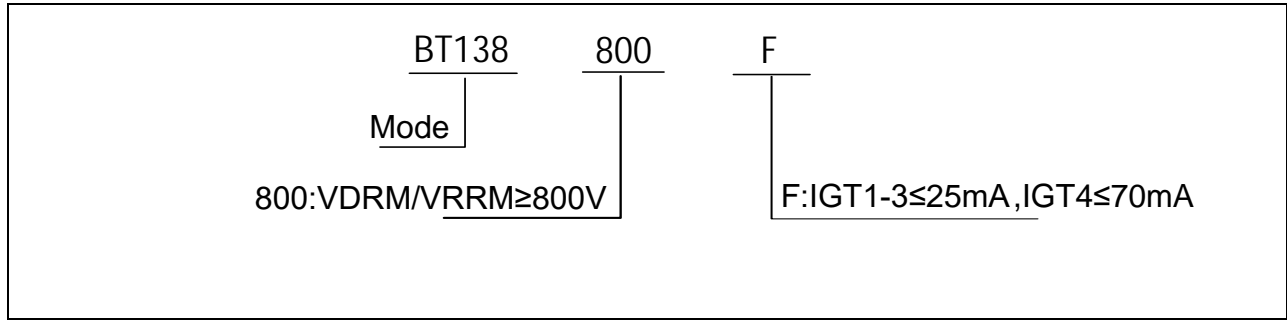 BT138 800 F
Mode
800:VDRM/VRRM≥800V F:IGT1-3≤25mA,IGT4≤70mA